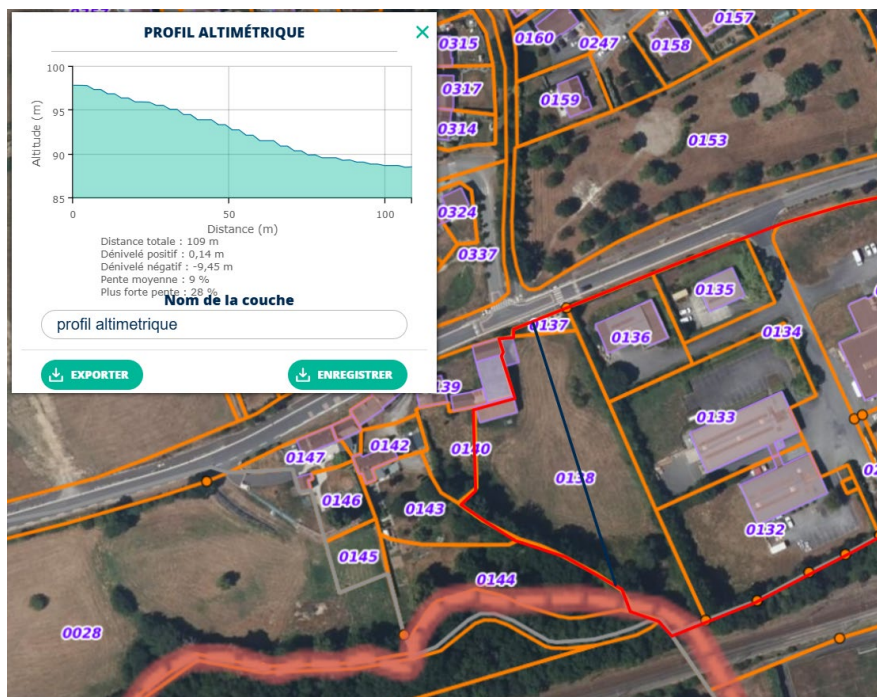 PROFIL ALTIMÉTRIQUE
100
95
90
85
Altitude (m)
0
50
100
Distance (m)
Distance totale : 109 m
Dénivelé positif : 0,14 m
Dénivelé négatif : -9,45 m
Pente moyenne : 9 %
Plus forte pente : 28 %
Nom de la couche
profil altimetrique
EXPORTER
ENREGISTRER
0315
0160
0247
0158
0157
0317
0159
0314
0153
0324
0337
0137
0136
0135
0134
0139
0133
0142
0147
0140
0138
0146
0143
0132
0145
0144
0028